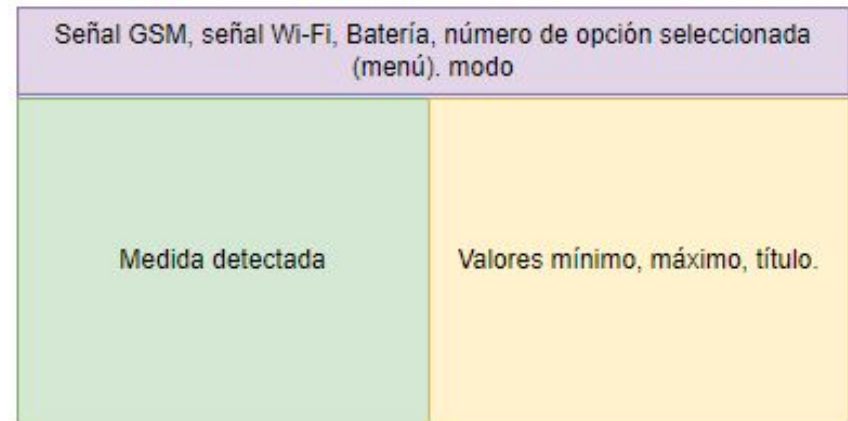 Señal GSM, señal Wi-Fi, Batería, número de opción seleccionada
(menú). modo
Medida detectada
Valores mínimo, máximo, título.